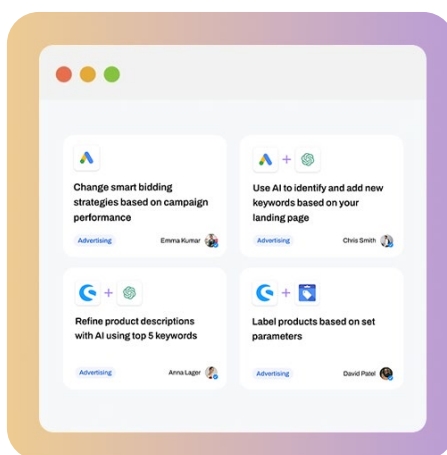 Change smart bidding
strategies based on campaign
performance
Advertising
Emma Kumar
+
Use AI to identify and add new
keywords based on your
landing page
Advertising
Chris Smith
+
Refine product descriptions
with AI using top 5 keywords
Advertising
Anna Lager
+
Label products based on set
parameters
Advertising
David Patel